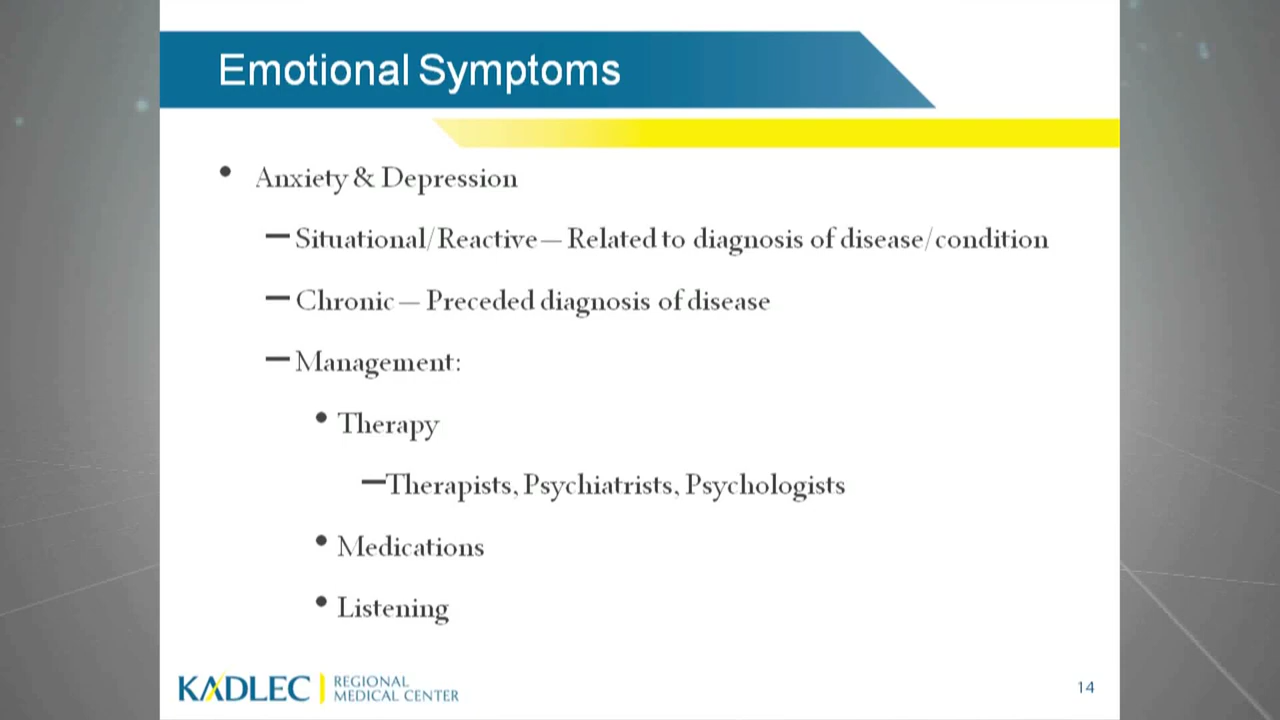 Emotional Symptoms
• Anxiety & Depression
– Situational/Reactive – Related to diagnosis of disease/condition
– Chronic – Preceded diagnosis of disease
– Management:
• Therapy
–Therapists, Psychiatrists, Psychologists
• Medications
• Listening
KADLEC | REGIONAL
MEDICAL CENTER
14